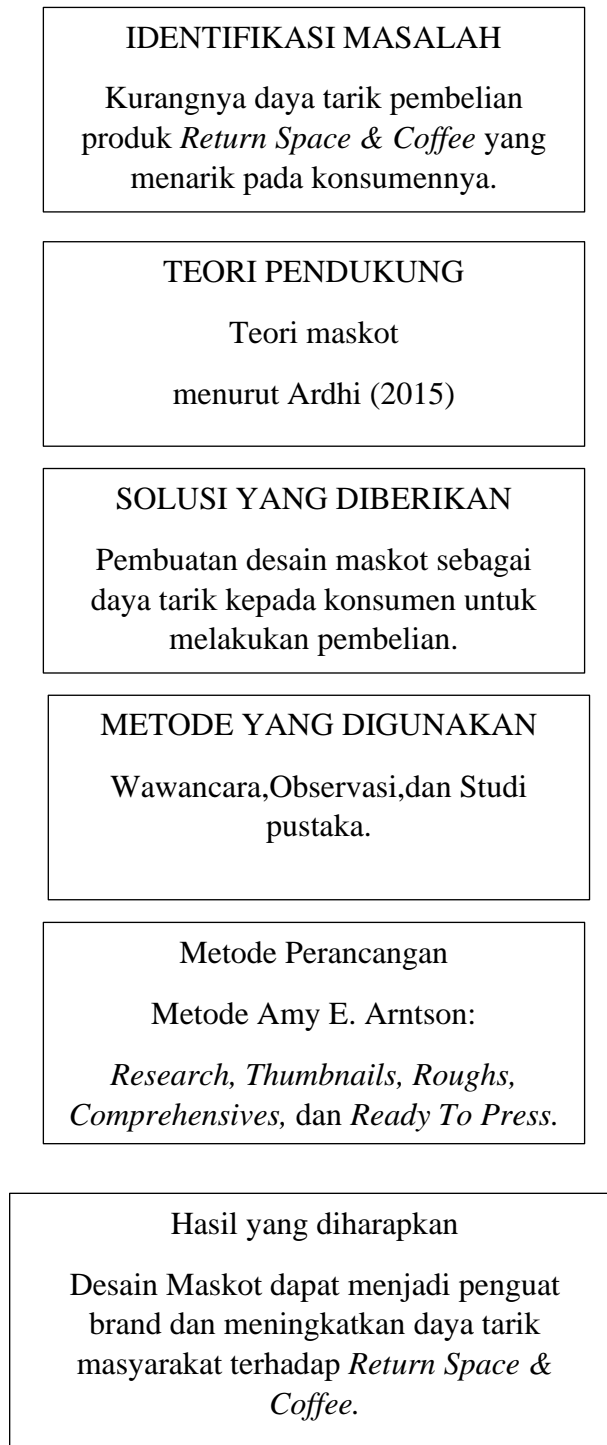 IDENTIFIKASI MASALAH
Kurangnya daya tarik pembelian
produk Return Space & Coffee yang
menarik pada konsumennya.
TEORI PENDUKUNG
Teori maskot
menurut Ardhi (2015)
SOLUSI YANG DIBERIKAN
Pembuatan desain maskot sebagai
daya tarik kepada konsumen untuk
melakukan pembelian.
METODE YANG DIGUNAKAN
Wawancara,Observasi,dan Studi
pustaka.
Metode Perancangan
Metode Amy E. Arntson:
Research, Thumbnails, Roughs,
Comprehensives, dan Ready To Press.
Hasil yang diharapkan
Desain Maskot dapat menjadi penguat
brand dan meningkatkan daya tarik
masyarakat terhadap Return Space &
Coffee.